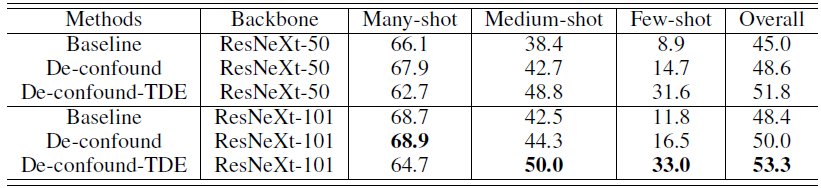 Methods Backbone Many-shot Medium-shot Few-shot Overall
Baseline ResNeXt-50 66.1 38.4 8.9 45.0
De-confound ResNeXt-50 67.9 42.7 14.7 48.6
De-confound-TDE ResNeXt-50 62.7 48.8 31.6 51.8
Baseline ResNeXt-101 68.7 42.5 11.8 48.4
De-confound ResNeXt-101 68.9 44.3 16.5 50.0
De-confound-TDE ResNeXt-101 64.7 50.0 33.0 53.3